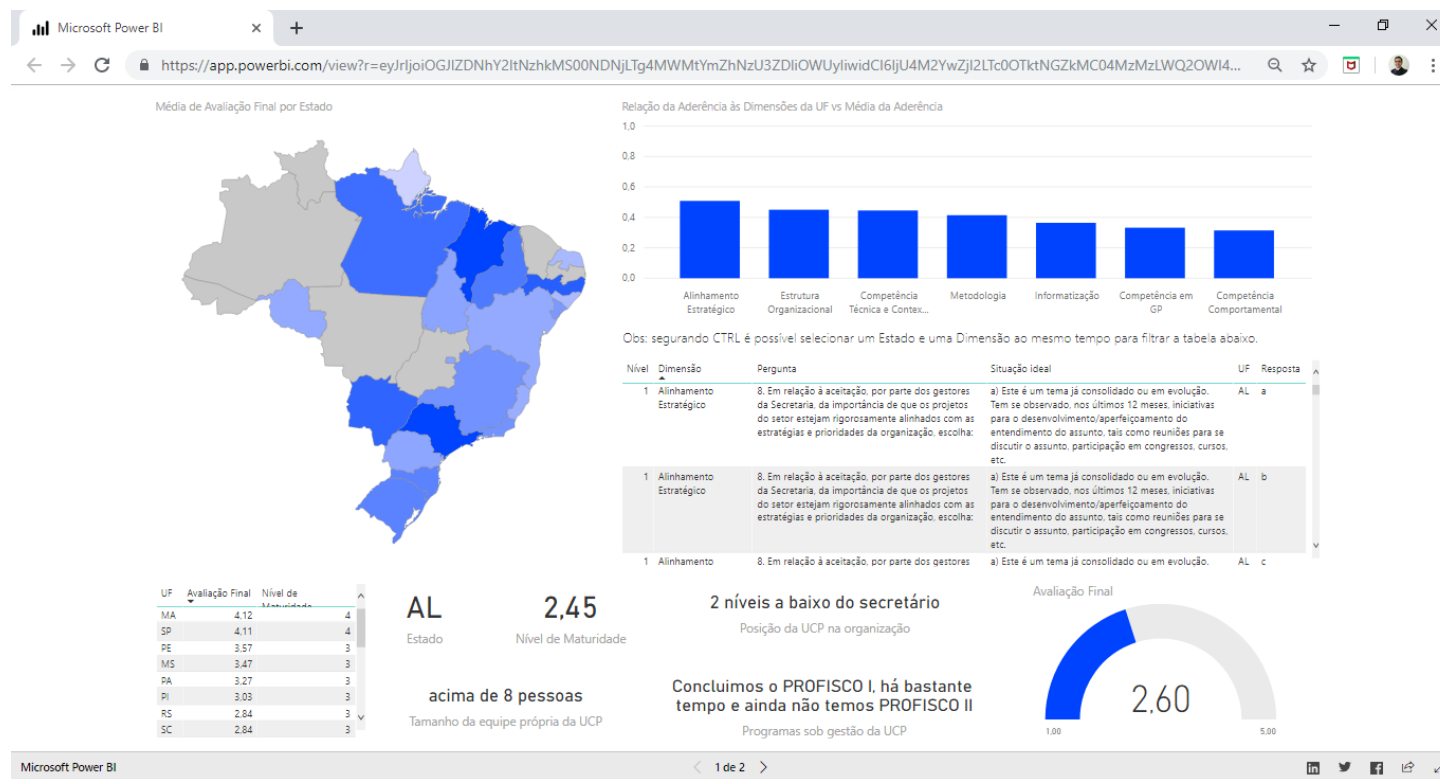 Microsoft Power BI
https://app.powerbi.com/view?r=eyJrIjoiOGJlZDNhY2ItNzhkMS00NDNjLTg4MWMtYmZhNzU3ZDliOWUyIiwidCI6IjU4M2YwZjI2LTc0OTktNGZkMC04MzMzLWQ2OWI4...
Média de Avaliação Final por Estado
Relação da Aderência às Dimensões da UF vs Média da Aderência
1,0
0,8
0,6
0,4
0,2
0,0
Alinhamento Estratégico
Estrutura Organizacional
Competência Técnica e Contex...
Metodologia
Informatização
Competência em GP
Competência Comportamental
Obs: segurando CTRL é possível selecionar um Estado e uma Dimensão ao mesmo tempo para filtrar a tabela abaixo.
Nível Dimensão Pergunta Situação ideal UF Resposta
1 Alinhamento Estratégico
8. Em relação à aceitação, por parte dos gestores
da Secretaria, da importância de que os projetos
do setor estejam rigorosamente alinhados com as
estratégias e prioridades da organização, escolha:
a) Este é um tema já consolidado ou em evolução.
Tem se observado, nos últimos 12 meses, iniciativas
para o desenvolvimento/aperfeiçoamento do
entendimento do assunto, tais como reuniões para se
discutir o assunto, participação em congressos, cursos,
etc.
AL a
1 Alinhamento Estratégico
8. Em relação à aceitação, por parte dos gestores
da Secretaria, da importância de que os projetos
do setor estejam rigorosamente alinhados com as
estratégias e prioridades da organização, escolha:
a) Este é um tema já consolidado ou em evolução.
Tem se observado, nos últimos 12 meses, iniciativas
para o desenvolvimento/aperfeiçoamento do
entendimento do assunto, tais como reuniões para se
discutir o assunto, participação em congressos, cursos,
etc.
AL b
1 Alinhamento 8. Em relação à aceitação, por parte dos gestores a) Este é um tema já consolidado ou em evolução. AL c
UF Avaliação Final Nível de Maturidade
MA 4,12 4
SP 4,11 4
PE 3,57 3
MS 3,47 3
PA 3,27 3
PI 3,03 3
RS 2,84 3
SC 2,84 3
AL
Estado
2,45
Nível de Maturidade
2 níveis a baixo do secretário
Posição da UCP na organização
acima de 8 pessoas
Tamanho da equipe própria da UCP
Concluimos o PROFISCO I, há bastante
tempo e ainda não temos PROFISCO II
Programas sob gestão da UCP
Avaliação Final
2,60
1,00
5,00
Microsoft Power BI
1 de 2